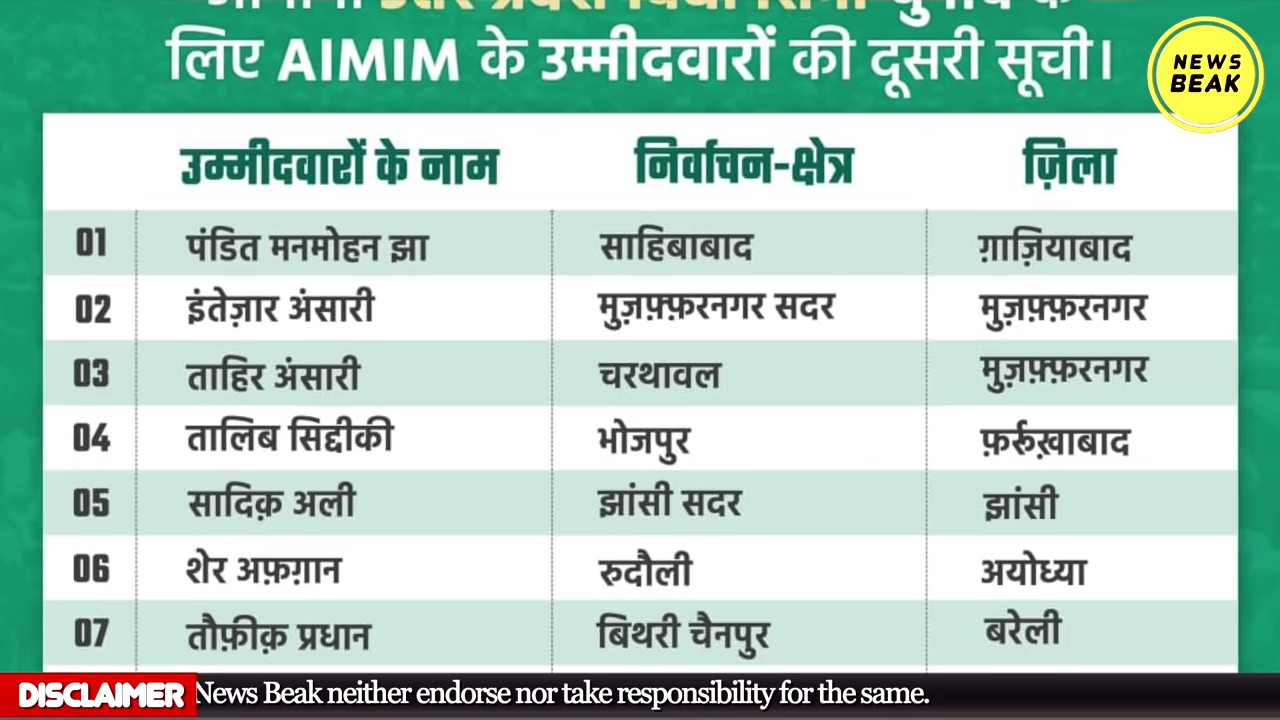 लिए AIMIM के उम्मीदवारों की दूसरी सूची।
NEWS
BEAK
उम्मीदवारों के नाम निर्वाचन-क्षेत्र ज़िला
01 पंडित मनमोहन झा साहिबाबाद ग़ाज़ियाबाद
02 इंतेज़ार अंसारी मुज़फ़्फ़रनगर सदर मुज़फ़्फ़रनगर
03 ताहिर अंसारी चरथावल मुज़फ़्फ़रनगर
04 तालिब सिद्दीकी भोजपुर फ़र्रूख़ाबाद
05 सादिक़ अली झांसी सदर झांसी
06 शेर अफ़ग़ान रुदौली अयोध्या
07 तौफ़ीक़ प्रधान बिथरी चैनपुर बरेली
DISCLAIMER News Beak neither endorse nor take responsibility for the same.